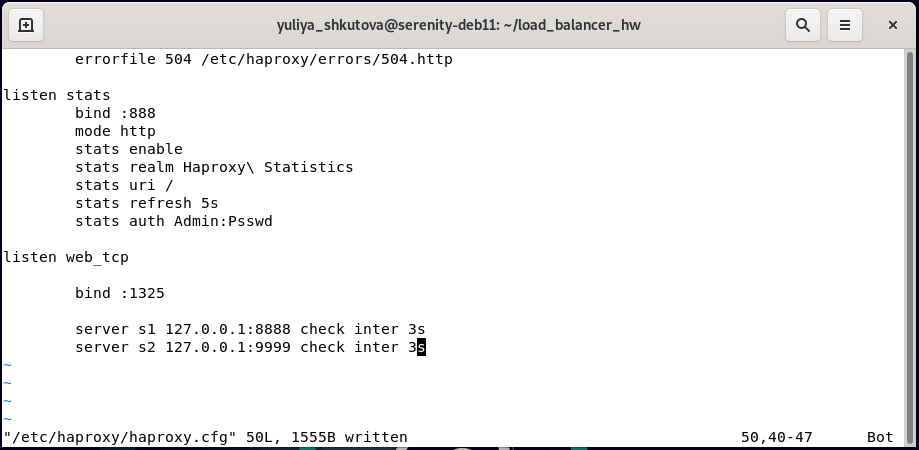 yuliya_shkutova@serenity-deb11: ~/load_balancer_hw
errorfile 504 /etc/haproxy/errors/504.http
listen stats
bind :888
mode http
stats enable
stats realm Haproxy\ Statistics
stats uri /
stats refresh 5s
stats auth Admin:Psswd
listen web_tcp
bind :1325
server s1 127.0.0.1:8888 check inter 3s
server s2 127.0.0.1:9999 check inter 3s
~
~
~
~
"/etc/haproxy/haproxy.cfg" 50L, 1555B written 50,40-47 Bot